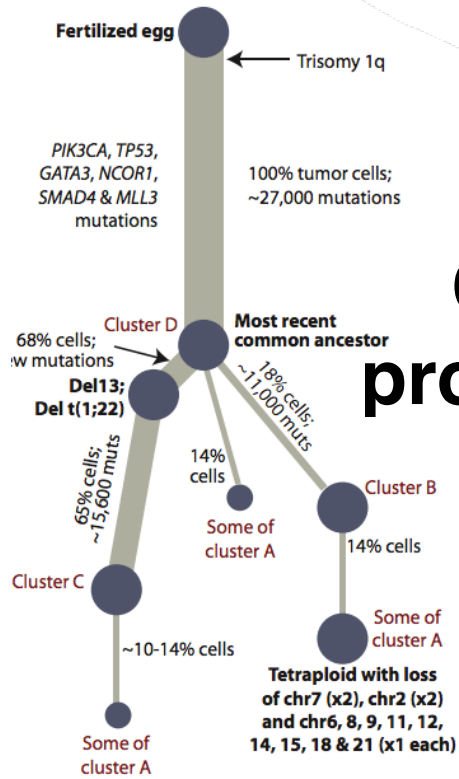 Fertilized egg
Trisomy 1q
PIK3CA, TP53,
GATA3, NCOR1,
SMAD4 & MLL3
mutations
100% tumor cells;
~27,000 mutations
Cluster D
Most recent
common ancestor
68% cells;
mutations
Del13;
Del t(1;22)
18% cells;
~11,000 muts
65% cells;
~15,600 muts
14%
cells
Some of
cluster A
Cluster B
14% cells
Cluster C
Some of
cluster A
~10-14% cells
Tetraploid with loss
of chr7 (x2), chr2 (x2)
and chr6, 8, 9, 11, 12,
14, 15, 18 & 21 (x1 each)
Some of
cluster A